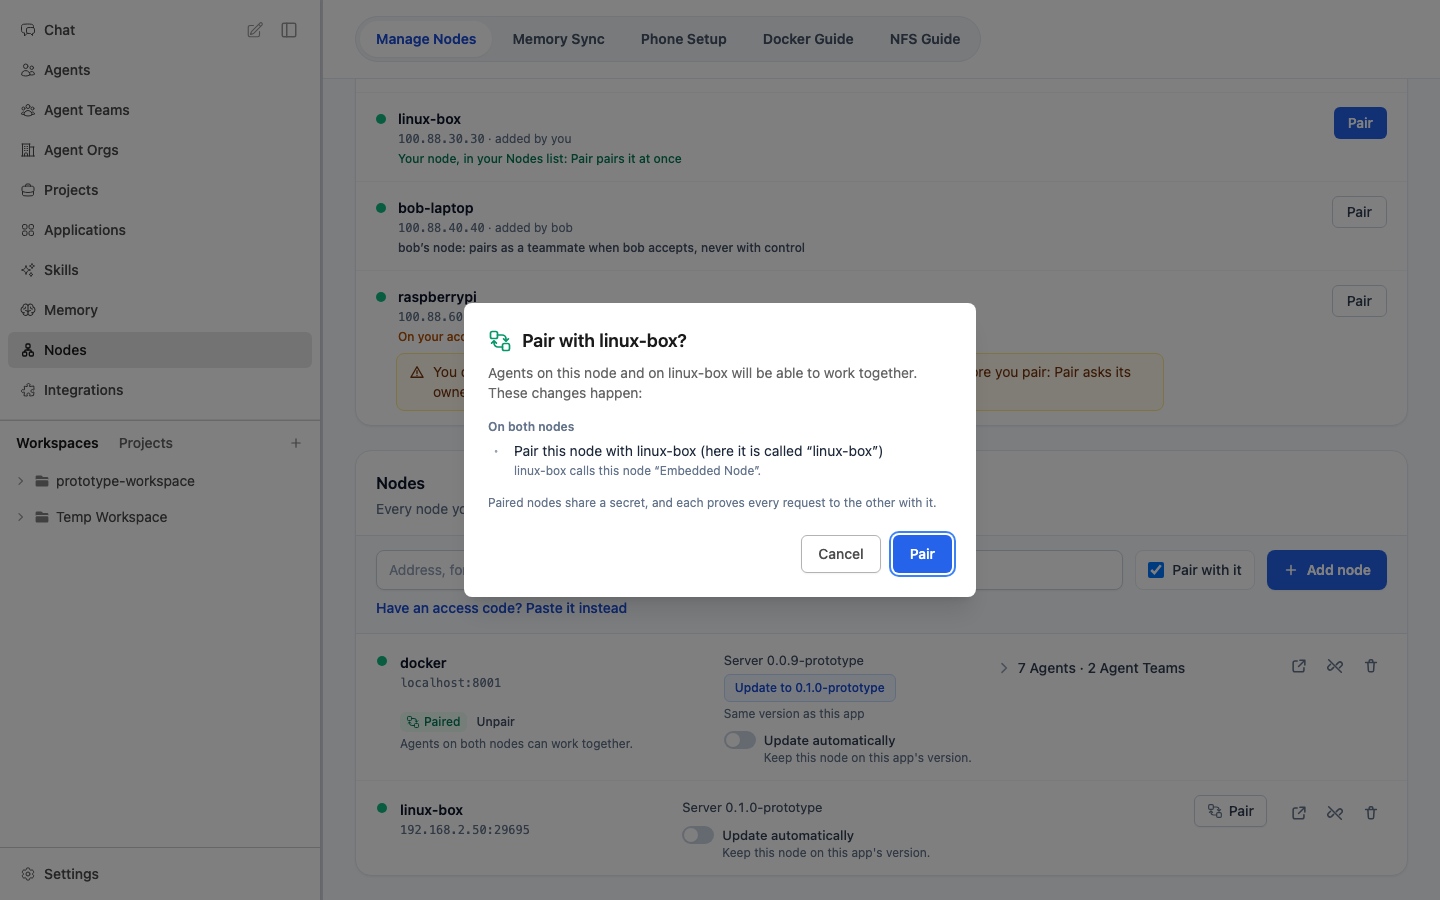 Chat
Agents
Agent Teams
Agent Orgs
Projects
Applications
Skills
Memory
Nodes
Integrations
Workspaces Projects
prototype-workspace
Temp Workspace
Settings
Manage Nodes Memory Sync Phone Setup Docker Guide NFS Guide
linux-box
100.88.30.30 · added by you
Your node, in your Nodes list: Pair pairs it at once
Pair
bob-laptop
100.88.40.40 · added by bob
bob’s node: pairs as a teammate when bob accepts, never with control
Pair
raspberrypi
100.88.60
On your
Pair
You
you pair: Pair asks its
Pair with linux-box?
Agents on this node and on linux-box will be able to work together.
These changes happen:
On both nodes
· Pair this node with linux-box (here it is called “linux-box”)
linux-box calls this node “Embedded Node”.
Paired nodes share a secret, and each proves every request to the other with it.
Cancel Pair
Nodes
Every node
Address,
Pair with it
+ Add node
Have an access code? Paste it instead
docker
localhost:8001
Paired Unpair
Agents on both nodes can work together.
Server 0.0.9-prototype
Update to 0.1.0-prototype
Same version as this app
Update automatically
Keep this node on this app's version.
7 Agents · 2 Agent Teams
linux-box
192.168.2.50:29695
Server 0.1.0-prototype
Update automatically
Keep this node on this app's version.
Pair